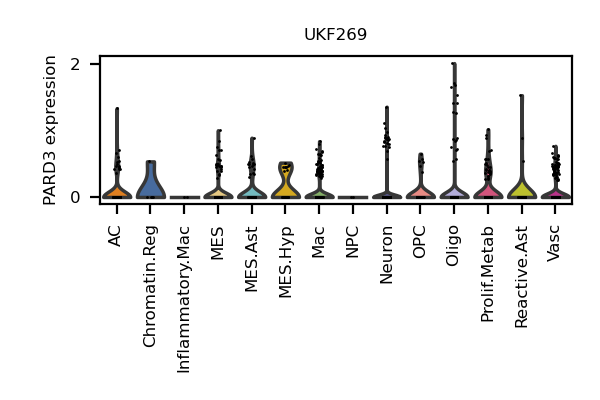 UKF269
PARD3 expression
2
0
AC
Chromatin.Reg
Inflammatory.Mac
MES
MES.Ast
MES.Hyp
Mac
NPC
Neuron
OPC
Oligo
Prolif.Metab
Reactive.Ast
Vasc